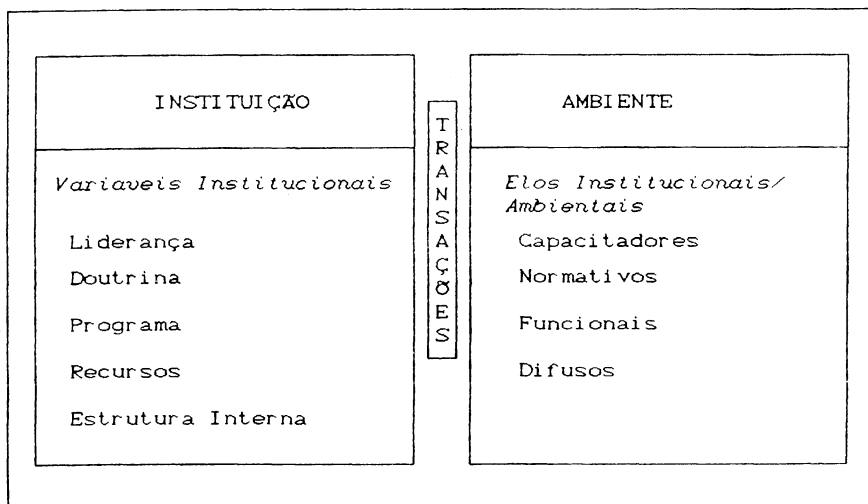 INSTITUIÇÃO
Variaveis Institucionais
Liderança
Doutrina
Programa
Recursos
Estrutura Interna
TRANSAÇÕES
AMBIENTE
Elos Institucionais/
Ambientais
Capacitadores
Normativos
Funcionais
Difusos